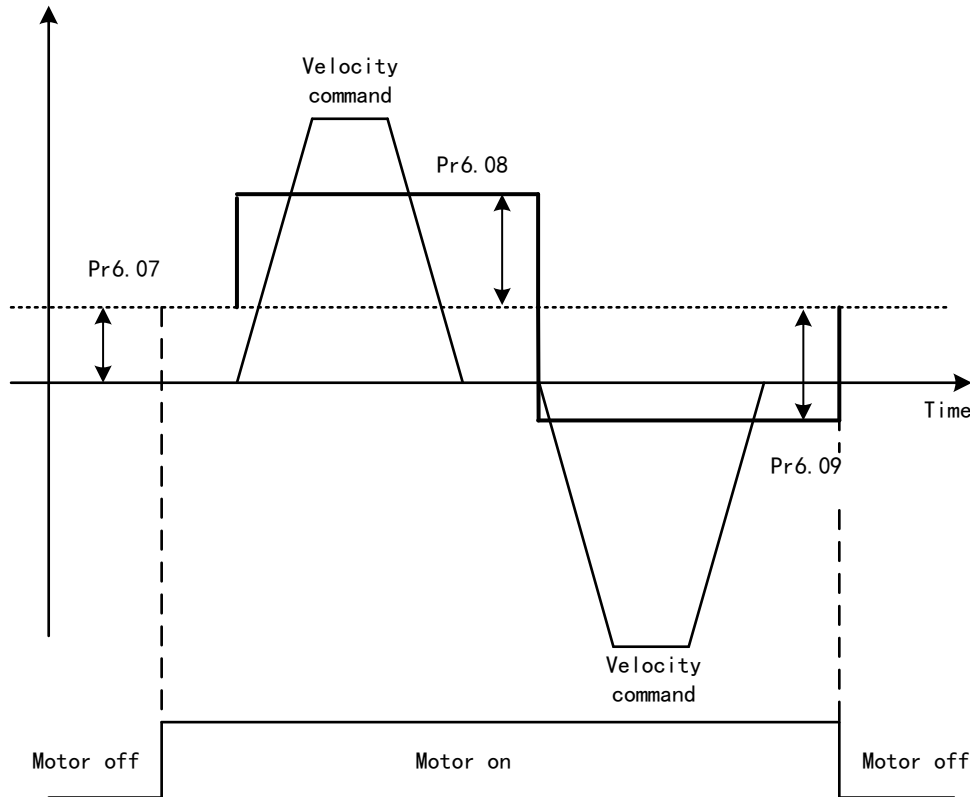 Velocity
command
Pr6.08
Pr6.07
Time
Pr6.09
Velocity
command
Motor off
Motor on
Motor off